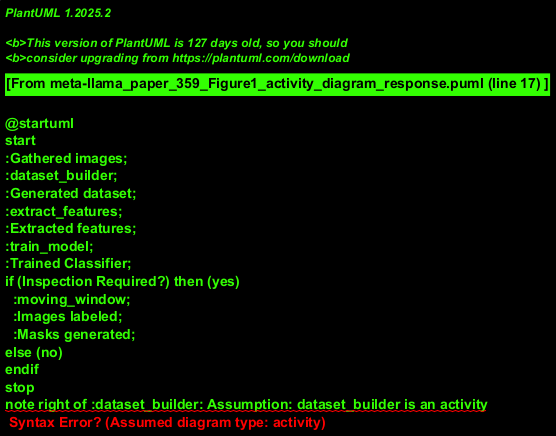 PlantUML 1.2025.2
<b>This version of PlantUML is 127 days old, so you should
<b>consider upgrading from https://plantuml.com/download
[From meta-llama_paper_359_Figure1_activity_diagram_response.puml (line 17) ]
@startuml
start
:Gathered images;
:dataset_builder;
:Generated dataset;
:extract_features;
:Extracted features;
:train_model;
:Trained Classifier;
if (Inspection Required?) then (yes)
  :moving_window;
  :Images labeled;
  :Masks generated;
else (no)
endif
stop
note right of :dataset_builder: Assumption: dataset_builder is an activity
Syntax Error? (Assumed diagram type: activity)